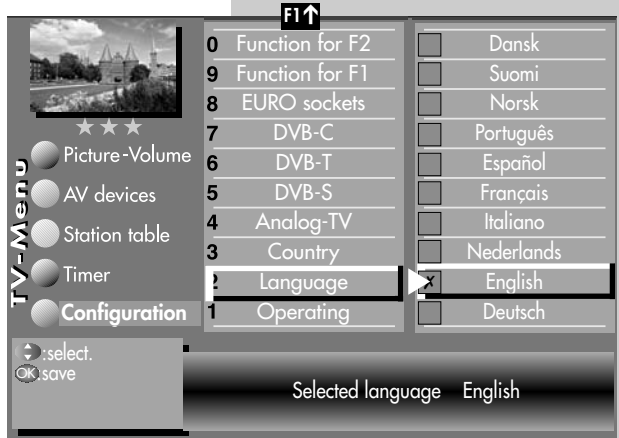 F1↑
TV-Menu
Picture-Volume
AV devices
Station table
Timer
Configuration
0 Function for F2
9 Function for F1
8 EURO sockets
7 DVB-C
6 DVB-T
5 DVB-S
4 Analog-TV
3 Country
2 Language
1 Operating
Dansk
Suomi
Norsk
Português
Español
Français
Italiano
Nederlands
x English
Deutsch
:select.
OK:save
Selected language English